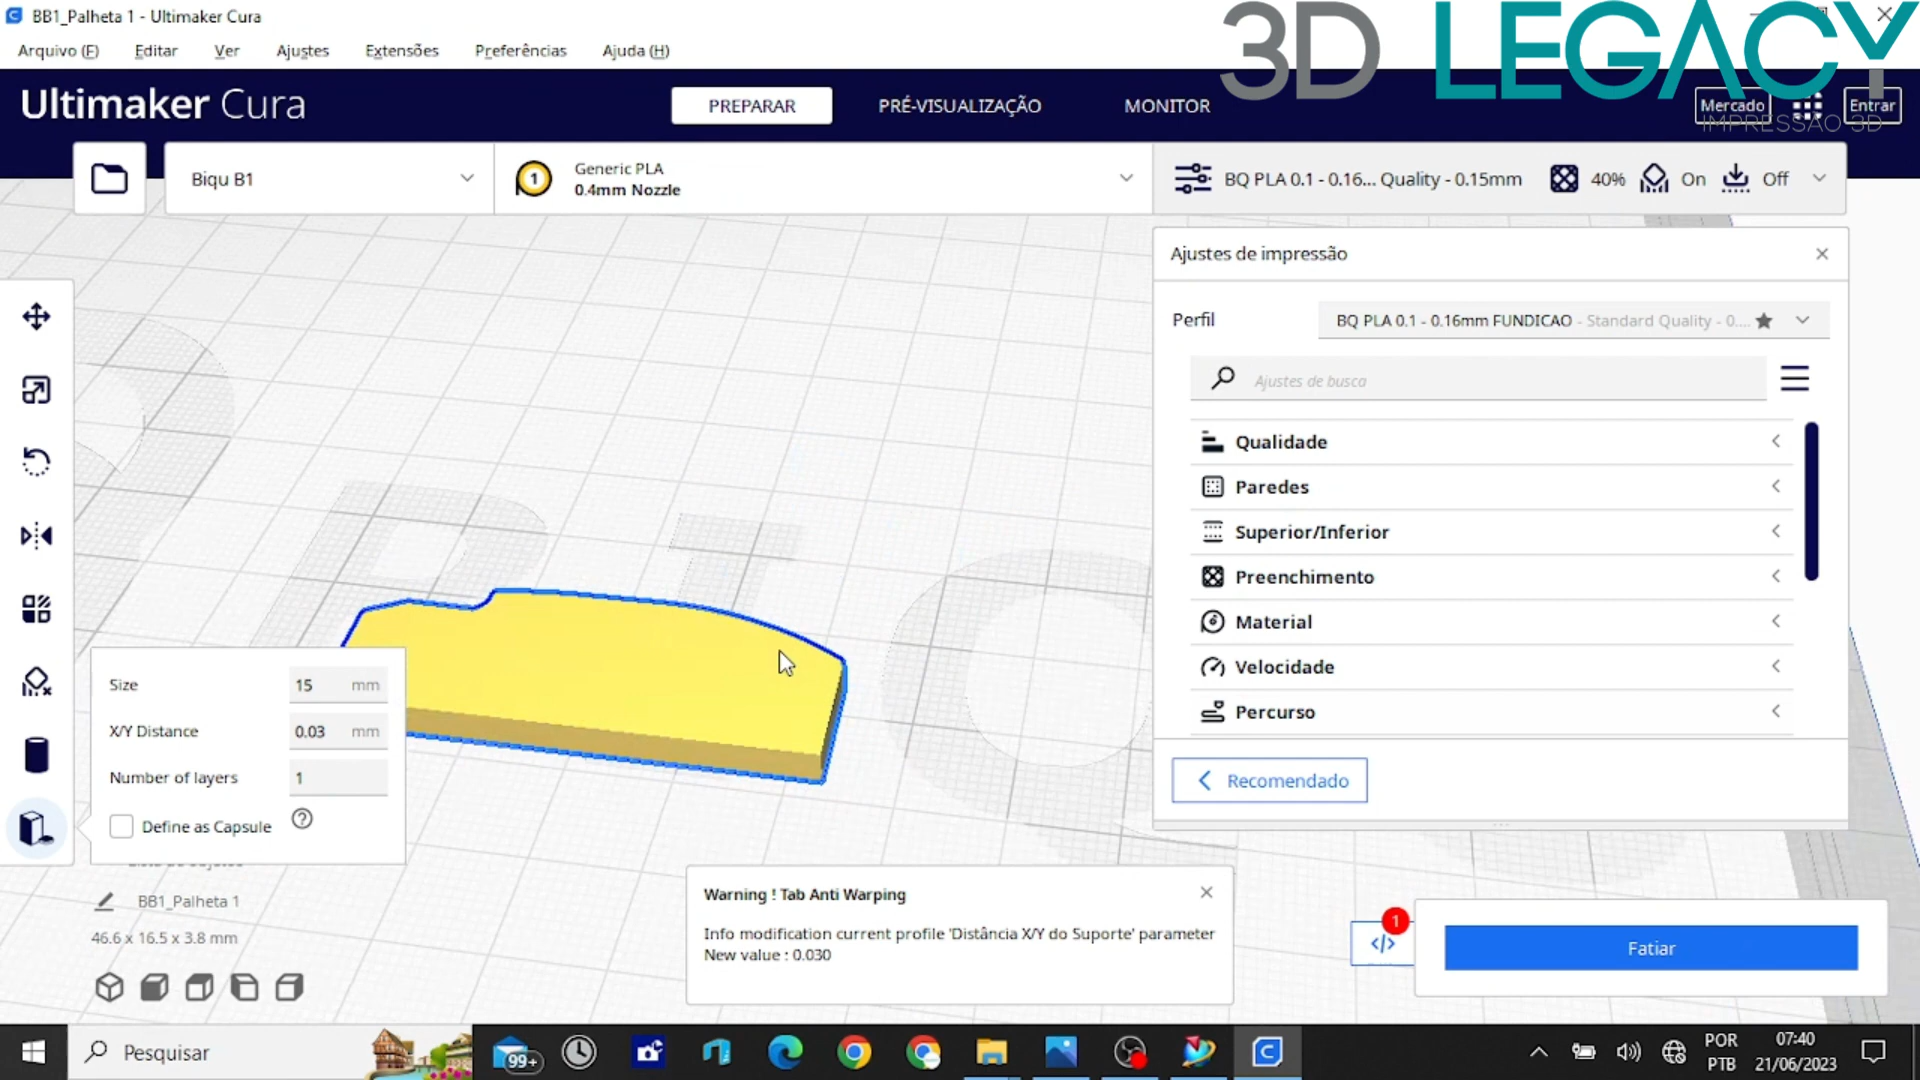 BB1_Palheta 1 - Ultimaker Cura
3D LEGACY
IMPRESSÃO 3D
Arquivo (F) Editar Ver Ajustes Extensões Preferências Ajuda (H)
Ultimaker Cura
PREPARAR PRÉ-VISUALIZAÇÃO MONITOR
Mercado Entrar
Biqu B1
1
Generic PLA
0.4mm Nozzle
BQ PLA 0.1 - 0.16... Quality - 0.15mm 40% On Off
Ajustes de impressão
Perfil BQ PLA 0.1 - 0.16mm FUNDICAO - Standard Quality - 0....
Ajustes de busca
Qualidade
Paredes
Superior/Inferior
Preenchimento
Material
Velocidade
Percurso
Recomendado
Size 15 mm
X/Y Distance 0.03 mm
Number of layers 1
Define as Capsule
BB1_Palheta 1
46.6 x 16.5 x 3.8 mm
Warning ! Tab Anti Warping
Info modification current profile 'Distância X/Y do Suporte' parameter
New value : 0.030
1
Fatiar
Pesquisar
99+
POR
PTB
07:40
21/06/2023